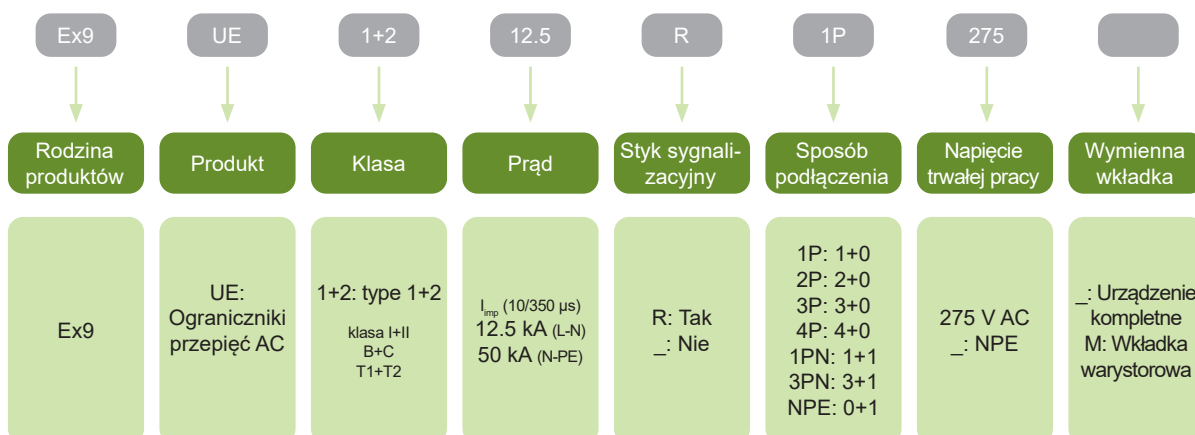 Ex9
UE
1+2
12.5
R
1P
275
Rodzina
produktów
Produkt
Klasa
Prąd
Styk sygnali-
zacyjny
Sposób
podłączenia
Napięcie
trwałej pracy
Wymienna
wkładka
Ex9
UE:
Ograniczniki
przepięć AC
1+2: type 1+2
klasa I+II
B+C
T1+T2
Iimp (10/350 µs)
12.5 kA (L-N)
50 kA (N-PE)
R: Tak
_: Nie
1P: 1+0
2P: 2+0
3P: 3+0
4P: 4+0
1PN: 1+1
3PN: 3+1
NPE: 0+1
275 V AC
_: NPE
_: Urządzenie
kompletne
M: Wkładka
warystorowa